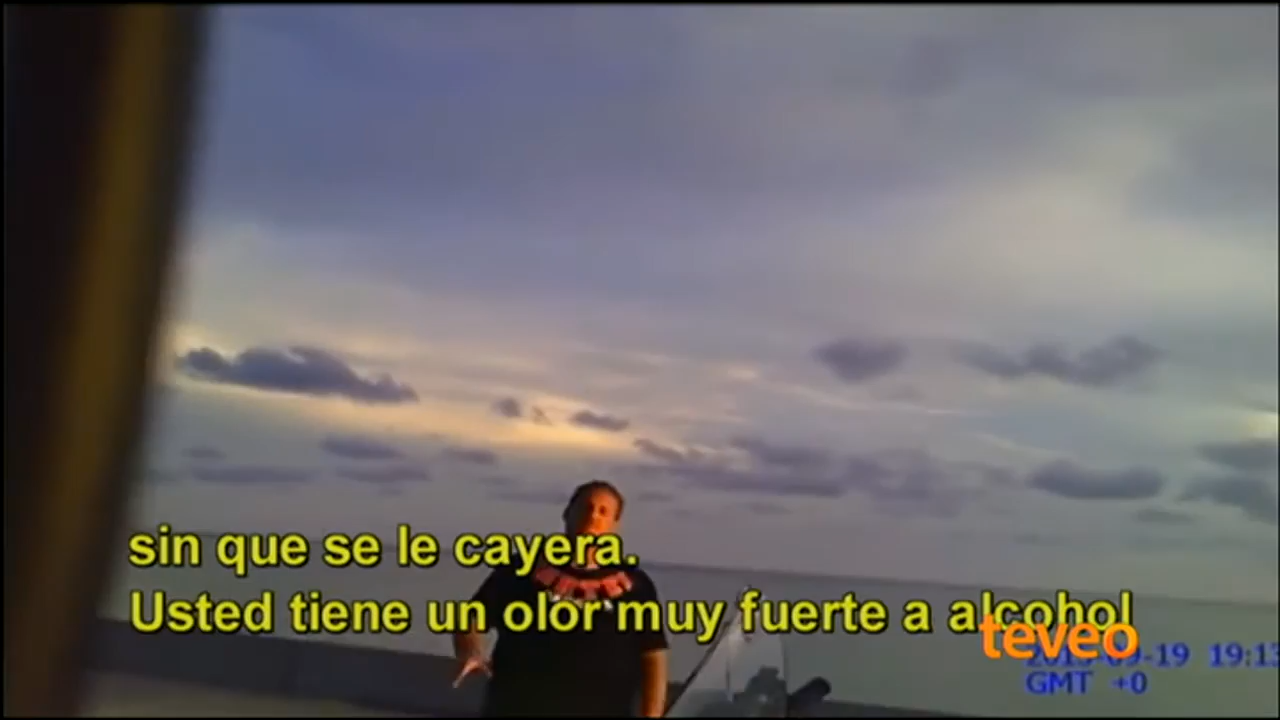 sin que se le cayera.
Usted tiene un olor muy fuerte a alcohol
teveo
19:13
GMT +0